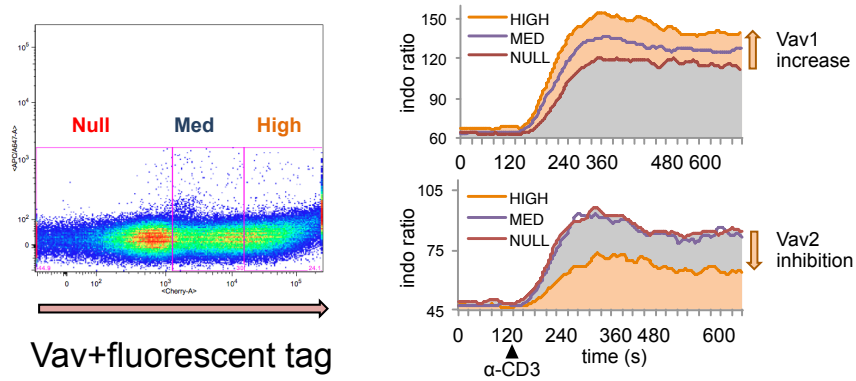 10^5
10^4
10^3
10^2
0
<APC/A647-A>
Null Med High
0 10^2 10^3 10^4 10^5
<Cherry-A>
Vav+fluorescent tag
indo ratio
150
120
90
60
HIGH
MED
NULL
0 120 240 360 480 600
Vav1
increase
indo ratio
105
75
45
HIGH
MED
NULL
0 120 240 360 480 600
time (s)
α-CD3
Vav2
inhibition